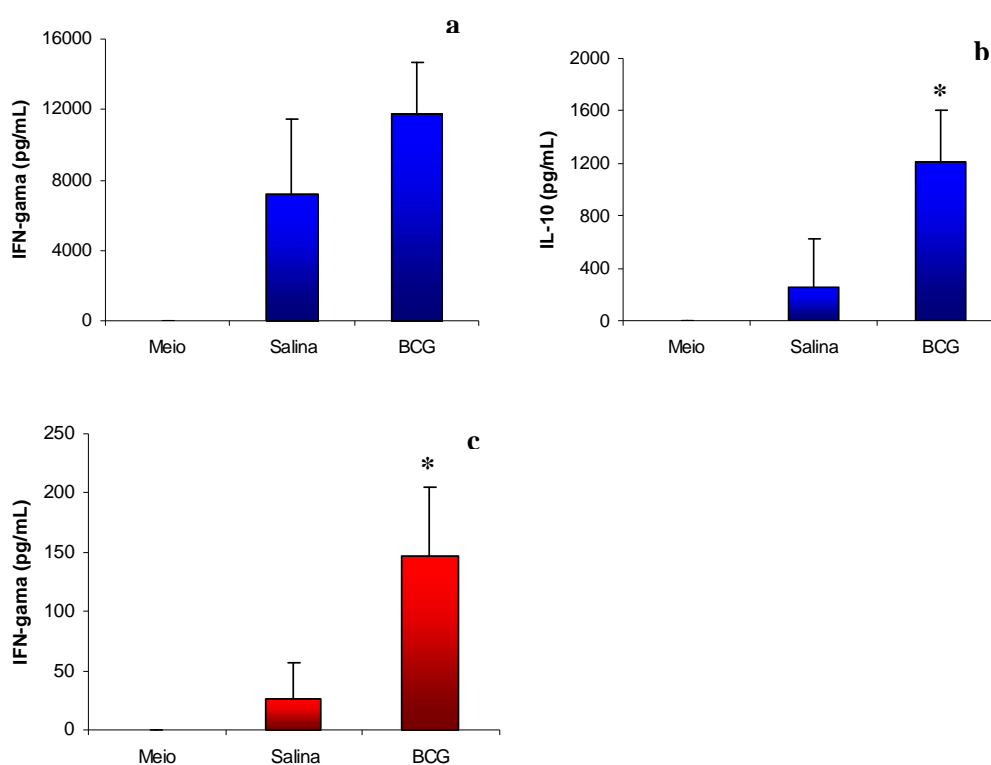 a
IFN-gama (pg/mL)
16000
12000
8000
4000
0
Meio Salina BCG
b
IL-10 (pg/mL)
2000
1600
1200
800
400
0
*
Meio Salina BCG
c
IFN-gama (pg/mL)
250
200
150
100
50
0
*
Meio Salina BCG